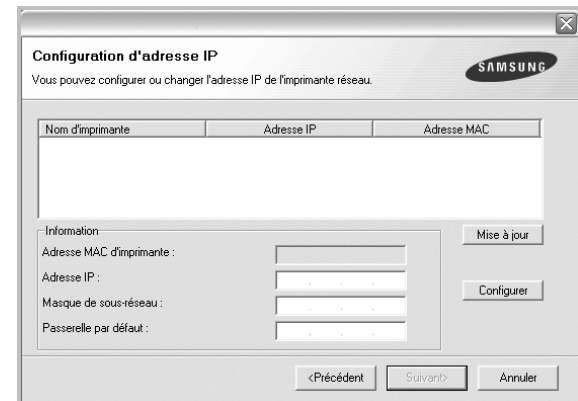 Configuration d'adresse IP
Vous pouvez configurer ou changer l'adresse IP de l'imprimante réseau.
SAMSUNG
Nom d'imprimante Adresse IP Adresse MAC
Information
Mise à jour
Adresse MAC d'imprimante :
Adresse IP :
Configurer
Masque de sous-réseau :
Passerelle par défaut :
<Précédent Suivant> Annuler